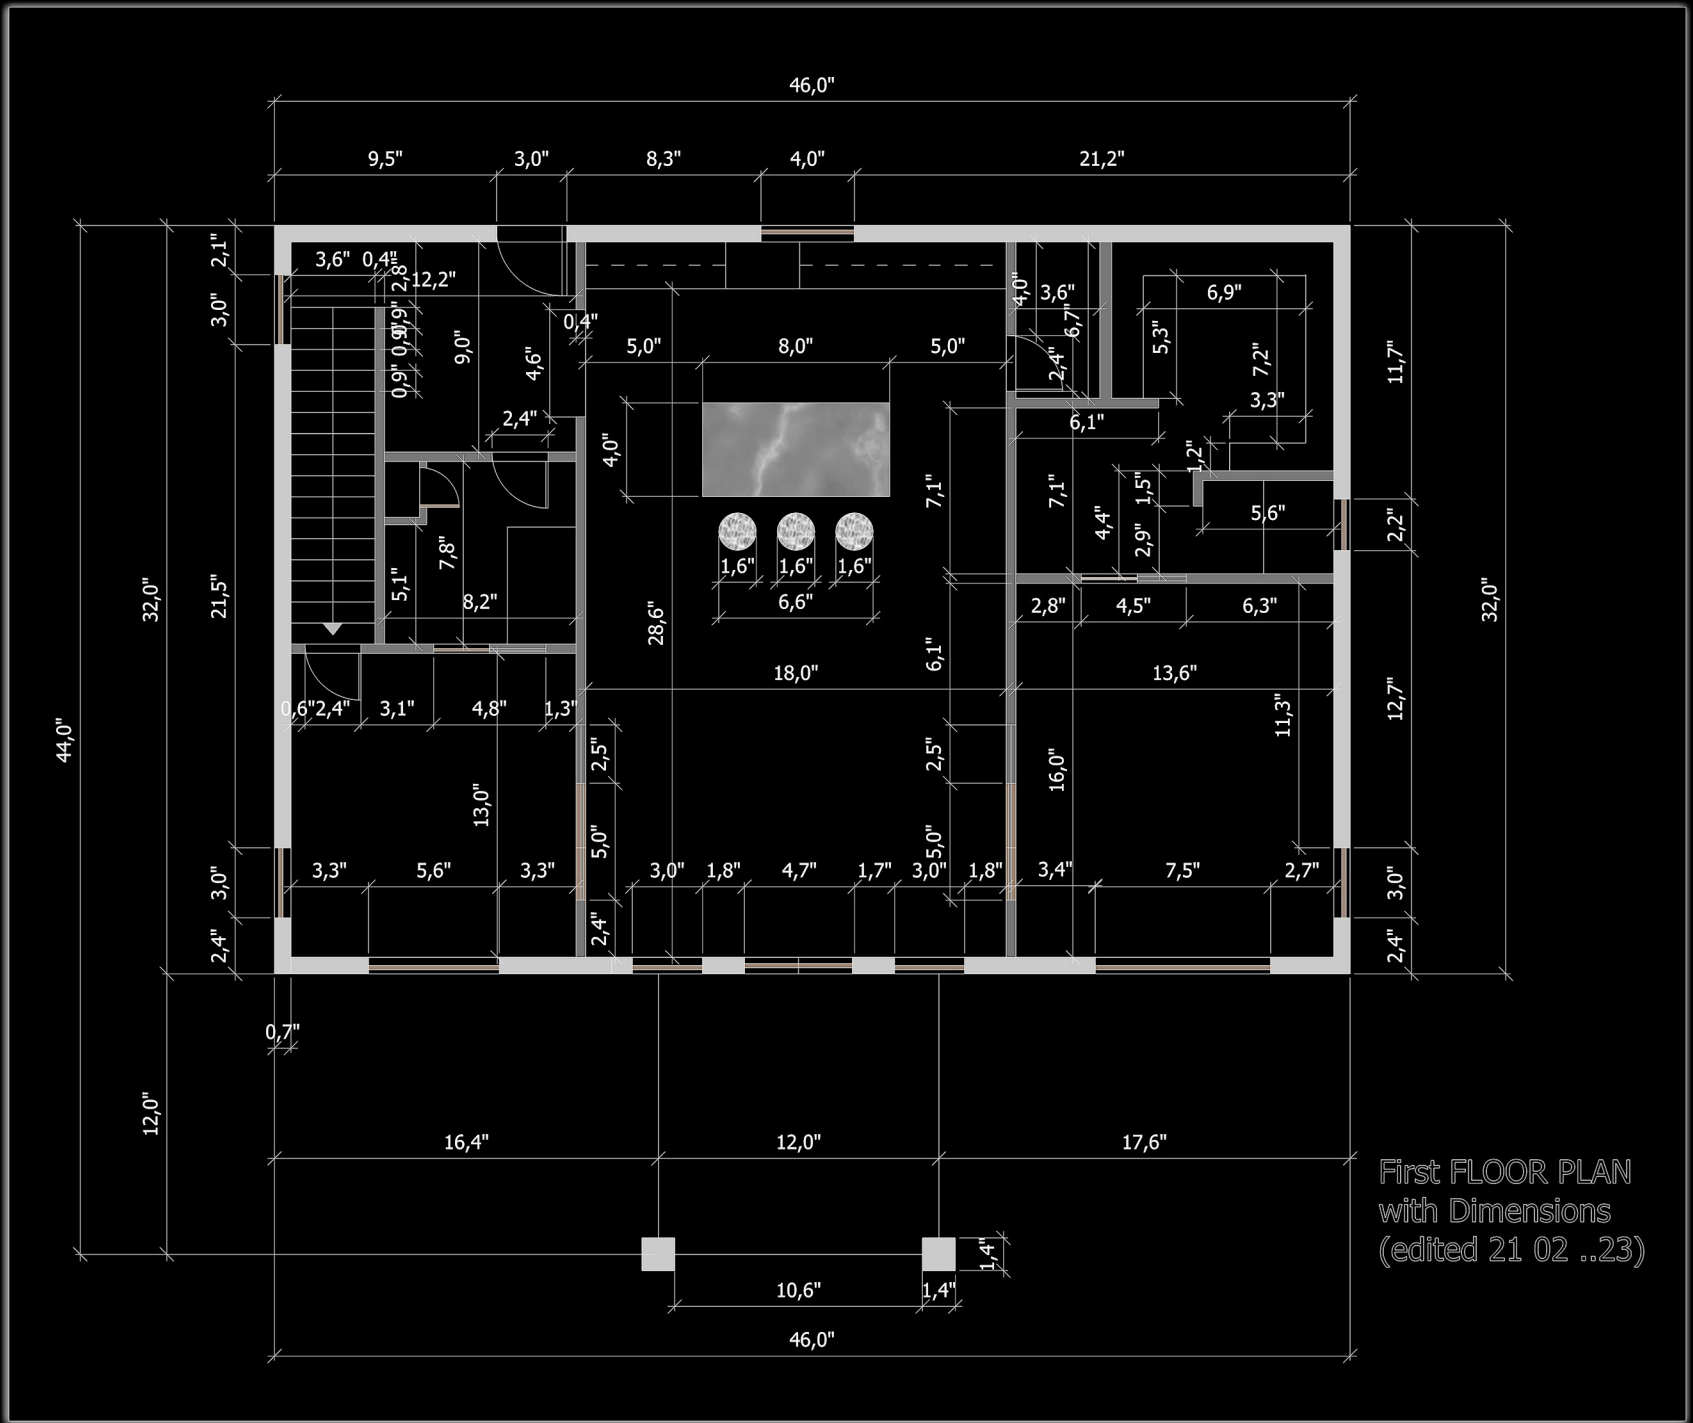 46,0"
9,5" 3,0" 8,3" 4,0" 21,2"
2,1" 3,6" 0,4" 2,8" 12,2"
3,0" 0,9" 0,9" 0,9" 9,0" 4,6" 0,4"
4,0" 3,6" 6,7" 2,4" 6,9" 5,3" 7,2" 11,7"
5,0" 8,0" 5,0"
2,4" 6,1" 3,3"
4,0" 7,1" 7,1" 4,4" 1,5" 1,2" 2,9" 5,6" 2,2"
7,8" 5,1" 8,2"
1,6" 1,6" 1,6"
6,6"
32,0" 21,5" 28,6" 32,0"
2,8" 4,5" 6,3"
6,1" 18,0" 13,6"
0,6" 2,4" 3,1" 4,8" 1,3" 11,3" 12,7"
44,0" 2,5" 2,5" 16,0"
13,0" 5,0" 5,0"
3,3" 5,6" 3,3" 3,0" 1,8" 4,7" 1,7" 3,0" 1,8" 3,4" 7,5" 2,7"
3,0" 3,0"
2,4" 2,4" 2,4"
0,7"
12,0"
16,4" 12,0" 17,6"
First FLOOR PLAN
with Dimensions
(edited 21 02 ..23)
1,4"
10,6" 1,4"
46,0"